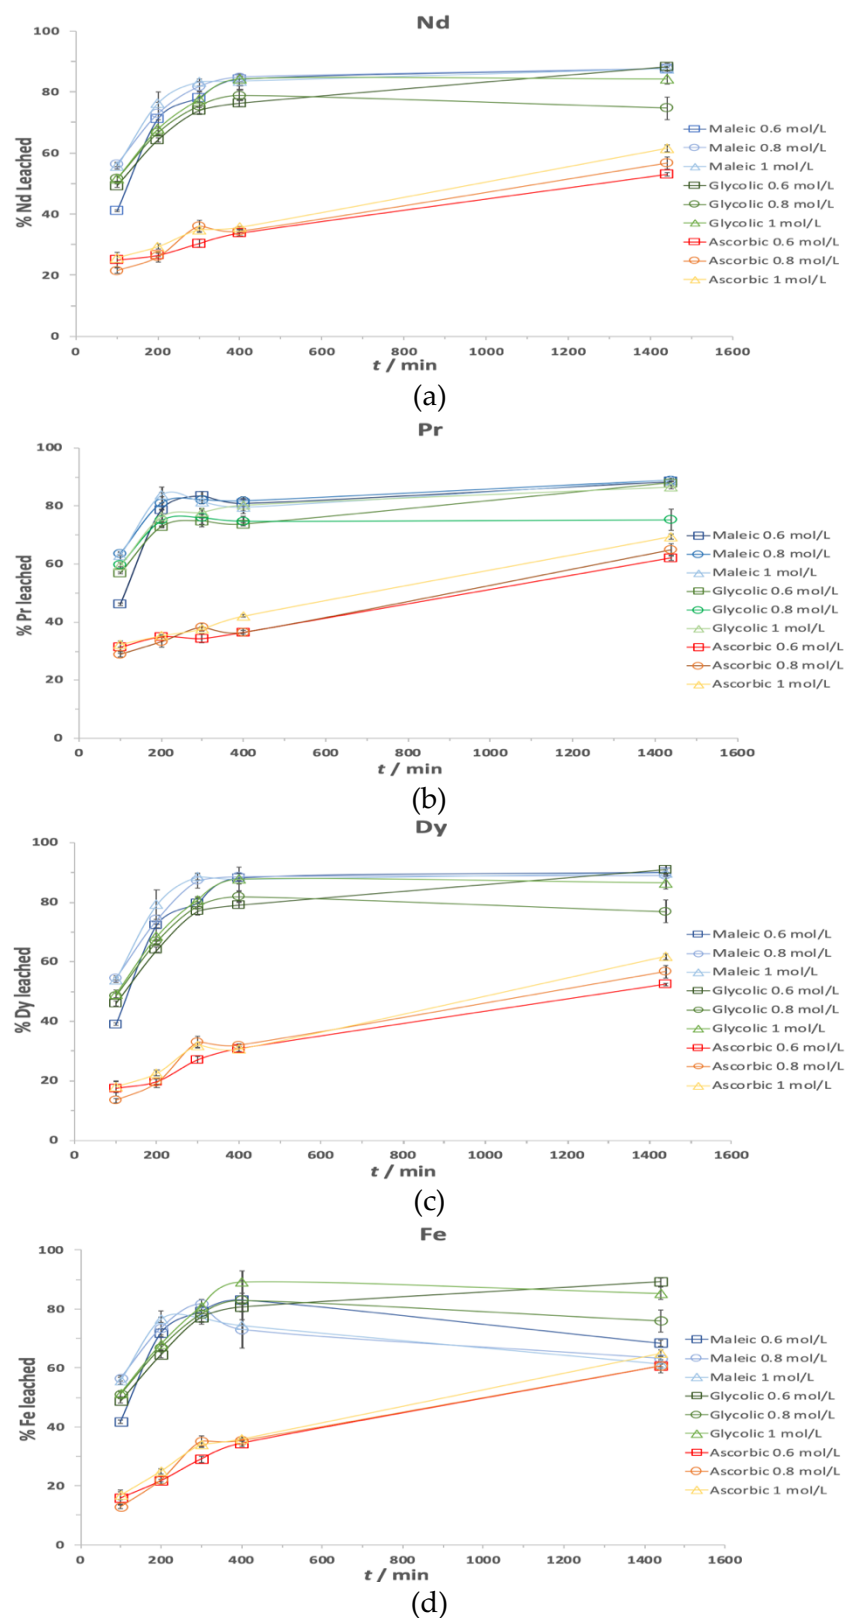 Nd
100
80
60
40
20
0
% Nd Leached
0 200 400 600 800 1000 1200 1400 1600
t / min
Maleic 0.6 mol/L
Maleic 0.8 mol/L
Maleic 1 mol/L
Glycolic 0.6 mol/L
Glycolic 0.8 mol/L
Glycolic 1 mol/L
Ascorbic 0.6 mol/L
Ascorbic 0.8 mol/L
Ascorbic 1 mol/L
(a)
Pr
100
80
60
40
20
0
% Pr leached
0 200 400 600 800 1000 1200 1400 1600
t / min
Maleic 0.6 mol/L
Maleic 0.8 mol/L
Maleic 1 mol/L
Glycolic 0.6 mol/L
Glycolic 0.8 mol/L
Glycolic 1 mol/L
Ascorbic 0.6 mol/L
Ascorbic 0.8 mol/L
Ascorbic 1 mol/L
(b)
Dy
100
80
60
40
20
0
% Dy leached
0 200 400 600 800 1000 1200 1400 1600
t / min
Maleic 0.6 mol/L
Maleic 0.8 mol/L
Maleic 1 mol/L
Glycolic 0.6 mol/L
Glycolic 0.8 mol/L
Glycolic 1 mol/L
Ascorbic 0.6 mol/L
Ascorbic 0.8 mol/L
Ascorbic 1 mol/L
(c)
Fe
100
80
60
40
20
0
% Fe leached
0 200 400 600 800 1000 1200 1400 1600
t / min
Maleic 0.6 mol/L
Maleic 0.8 mol/L
Maleic 1 mol/L
Glycolic 0.6 mol/L
Glycolic 0.8 mol/L
Glycolic 1 mol/L
Ascorbic 0.6 mol/L
Ascorbic 0.8 mol/L
Ascorbic 1 mol/L
(d)